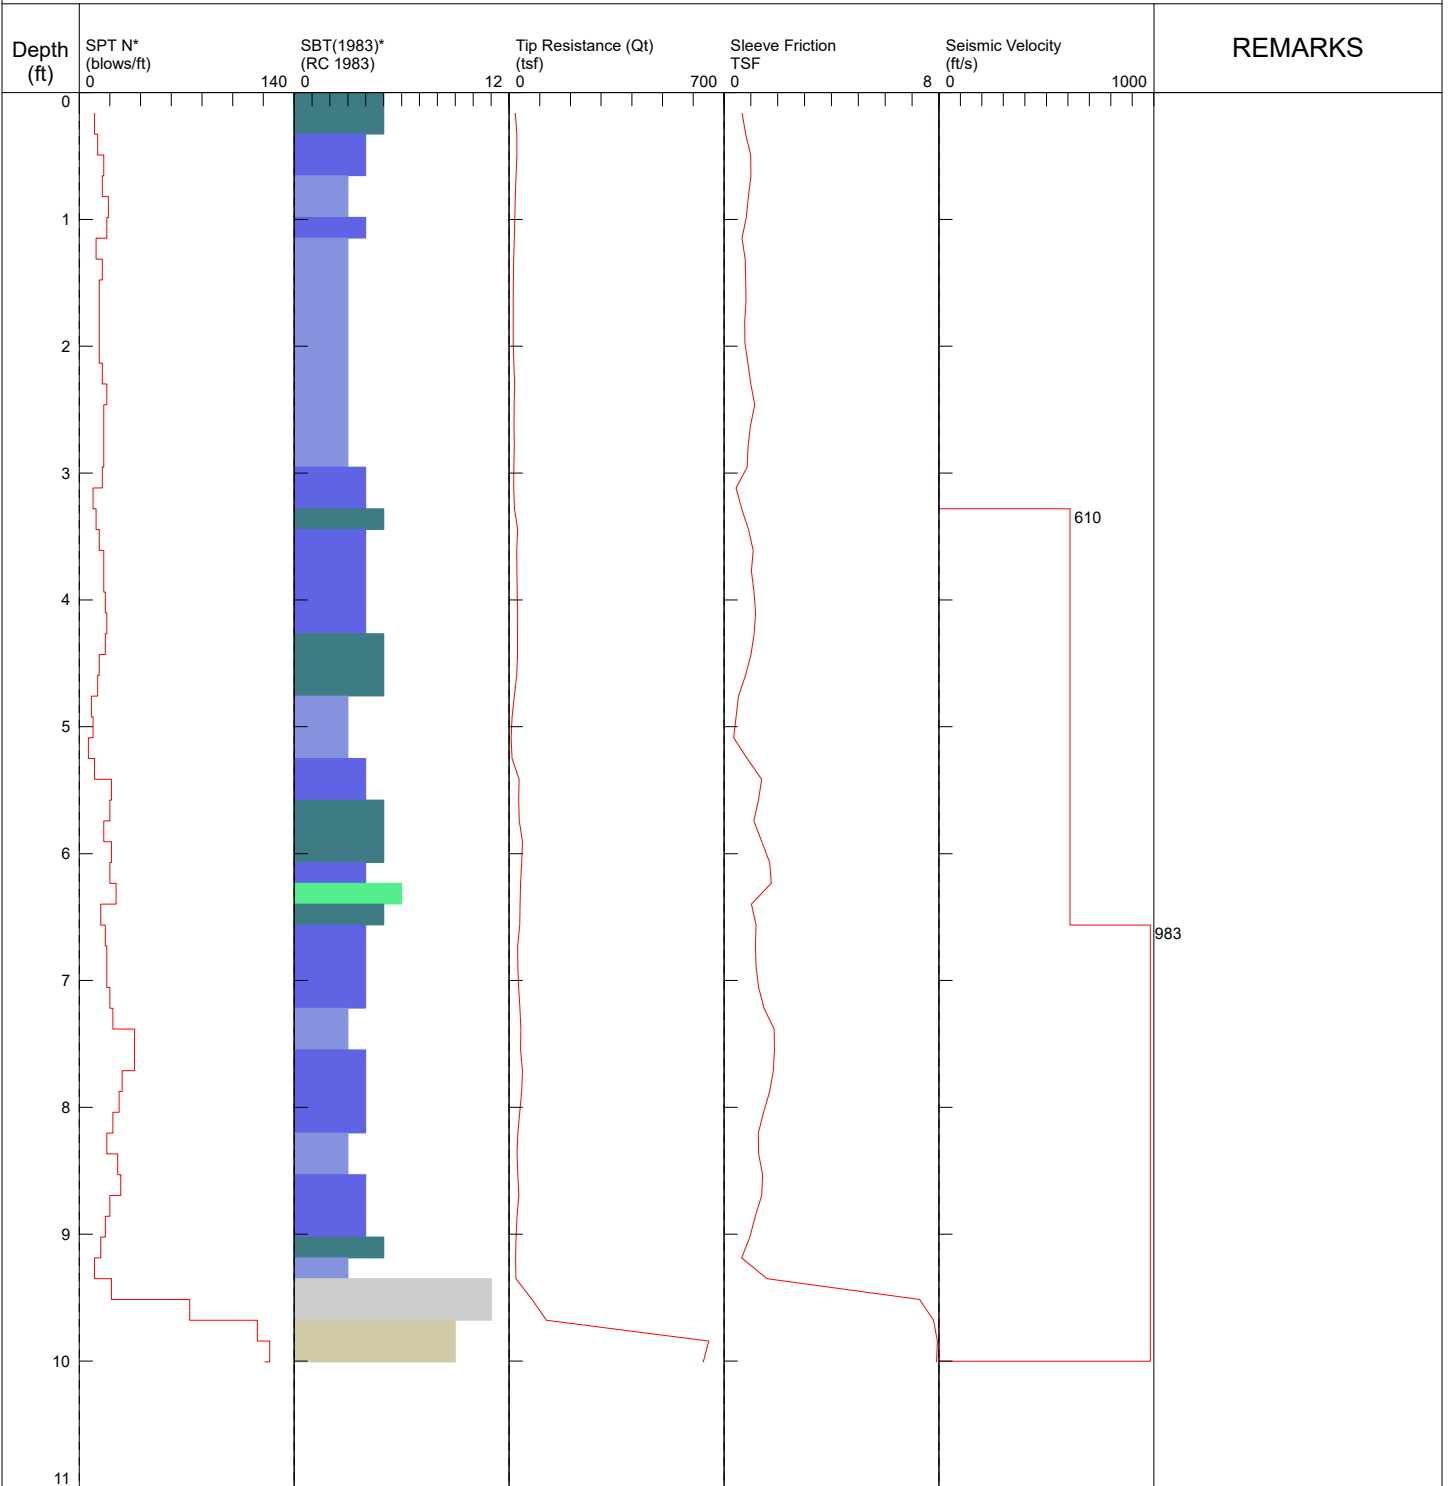 Depth
(ft)
SPT N*
(blows/ft)
0 140
SBT(1983)*
(RC 1983)
0 12
Tip Resistance (Qt)
(tsf)
0 700
Sleeve Friction
TSF
0 8
Seismic Velocity
(ft/s)
0 1000
REMARKS
0
1
2
3
610
4
5
6
983
7
8
9
10
11